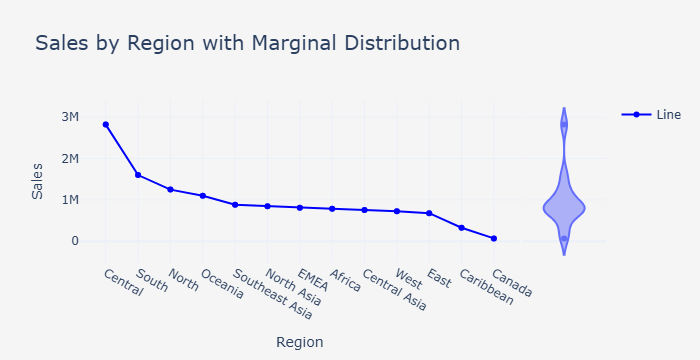 Sales by Region with Marginal Distribution
Line
3M
2M
1M
0
Sales
Central
South
North
Oceania
Southeast Asia
North Asia
EMEA
Africa
Central Asia
West
East
Caribbean
Canada
Region